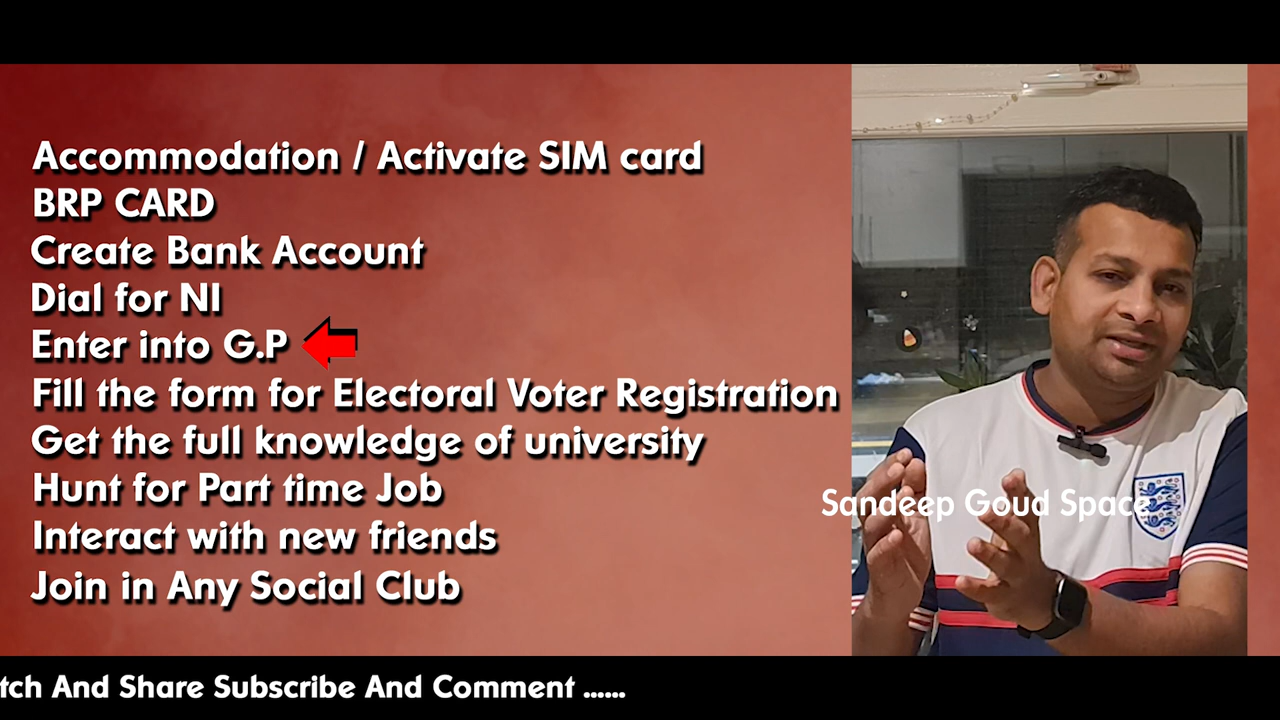 Accommodation / Activate SIM card
BRP CARD
Create Bank Account
Dial for NI
Enter into G.P
Fill the form for Electoral Voter Registration
Get the full knowledge of university
Hunt for Part time Job
Interact with new friends
Join in Any Social Club
Sandeep Goud Space
tch And Share Subscribe And Comment ......